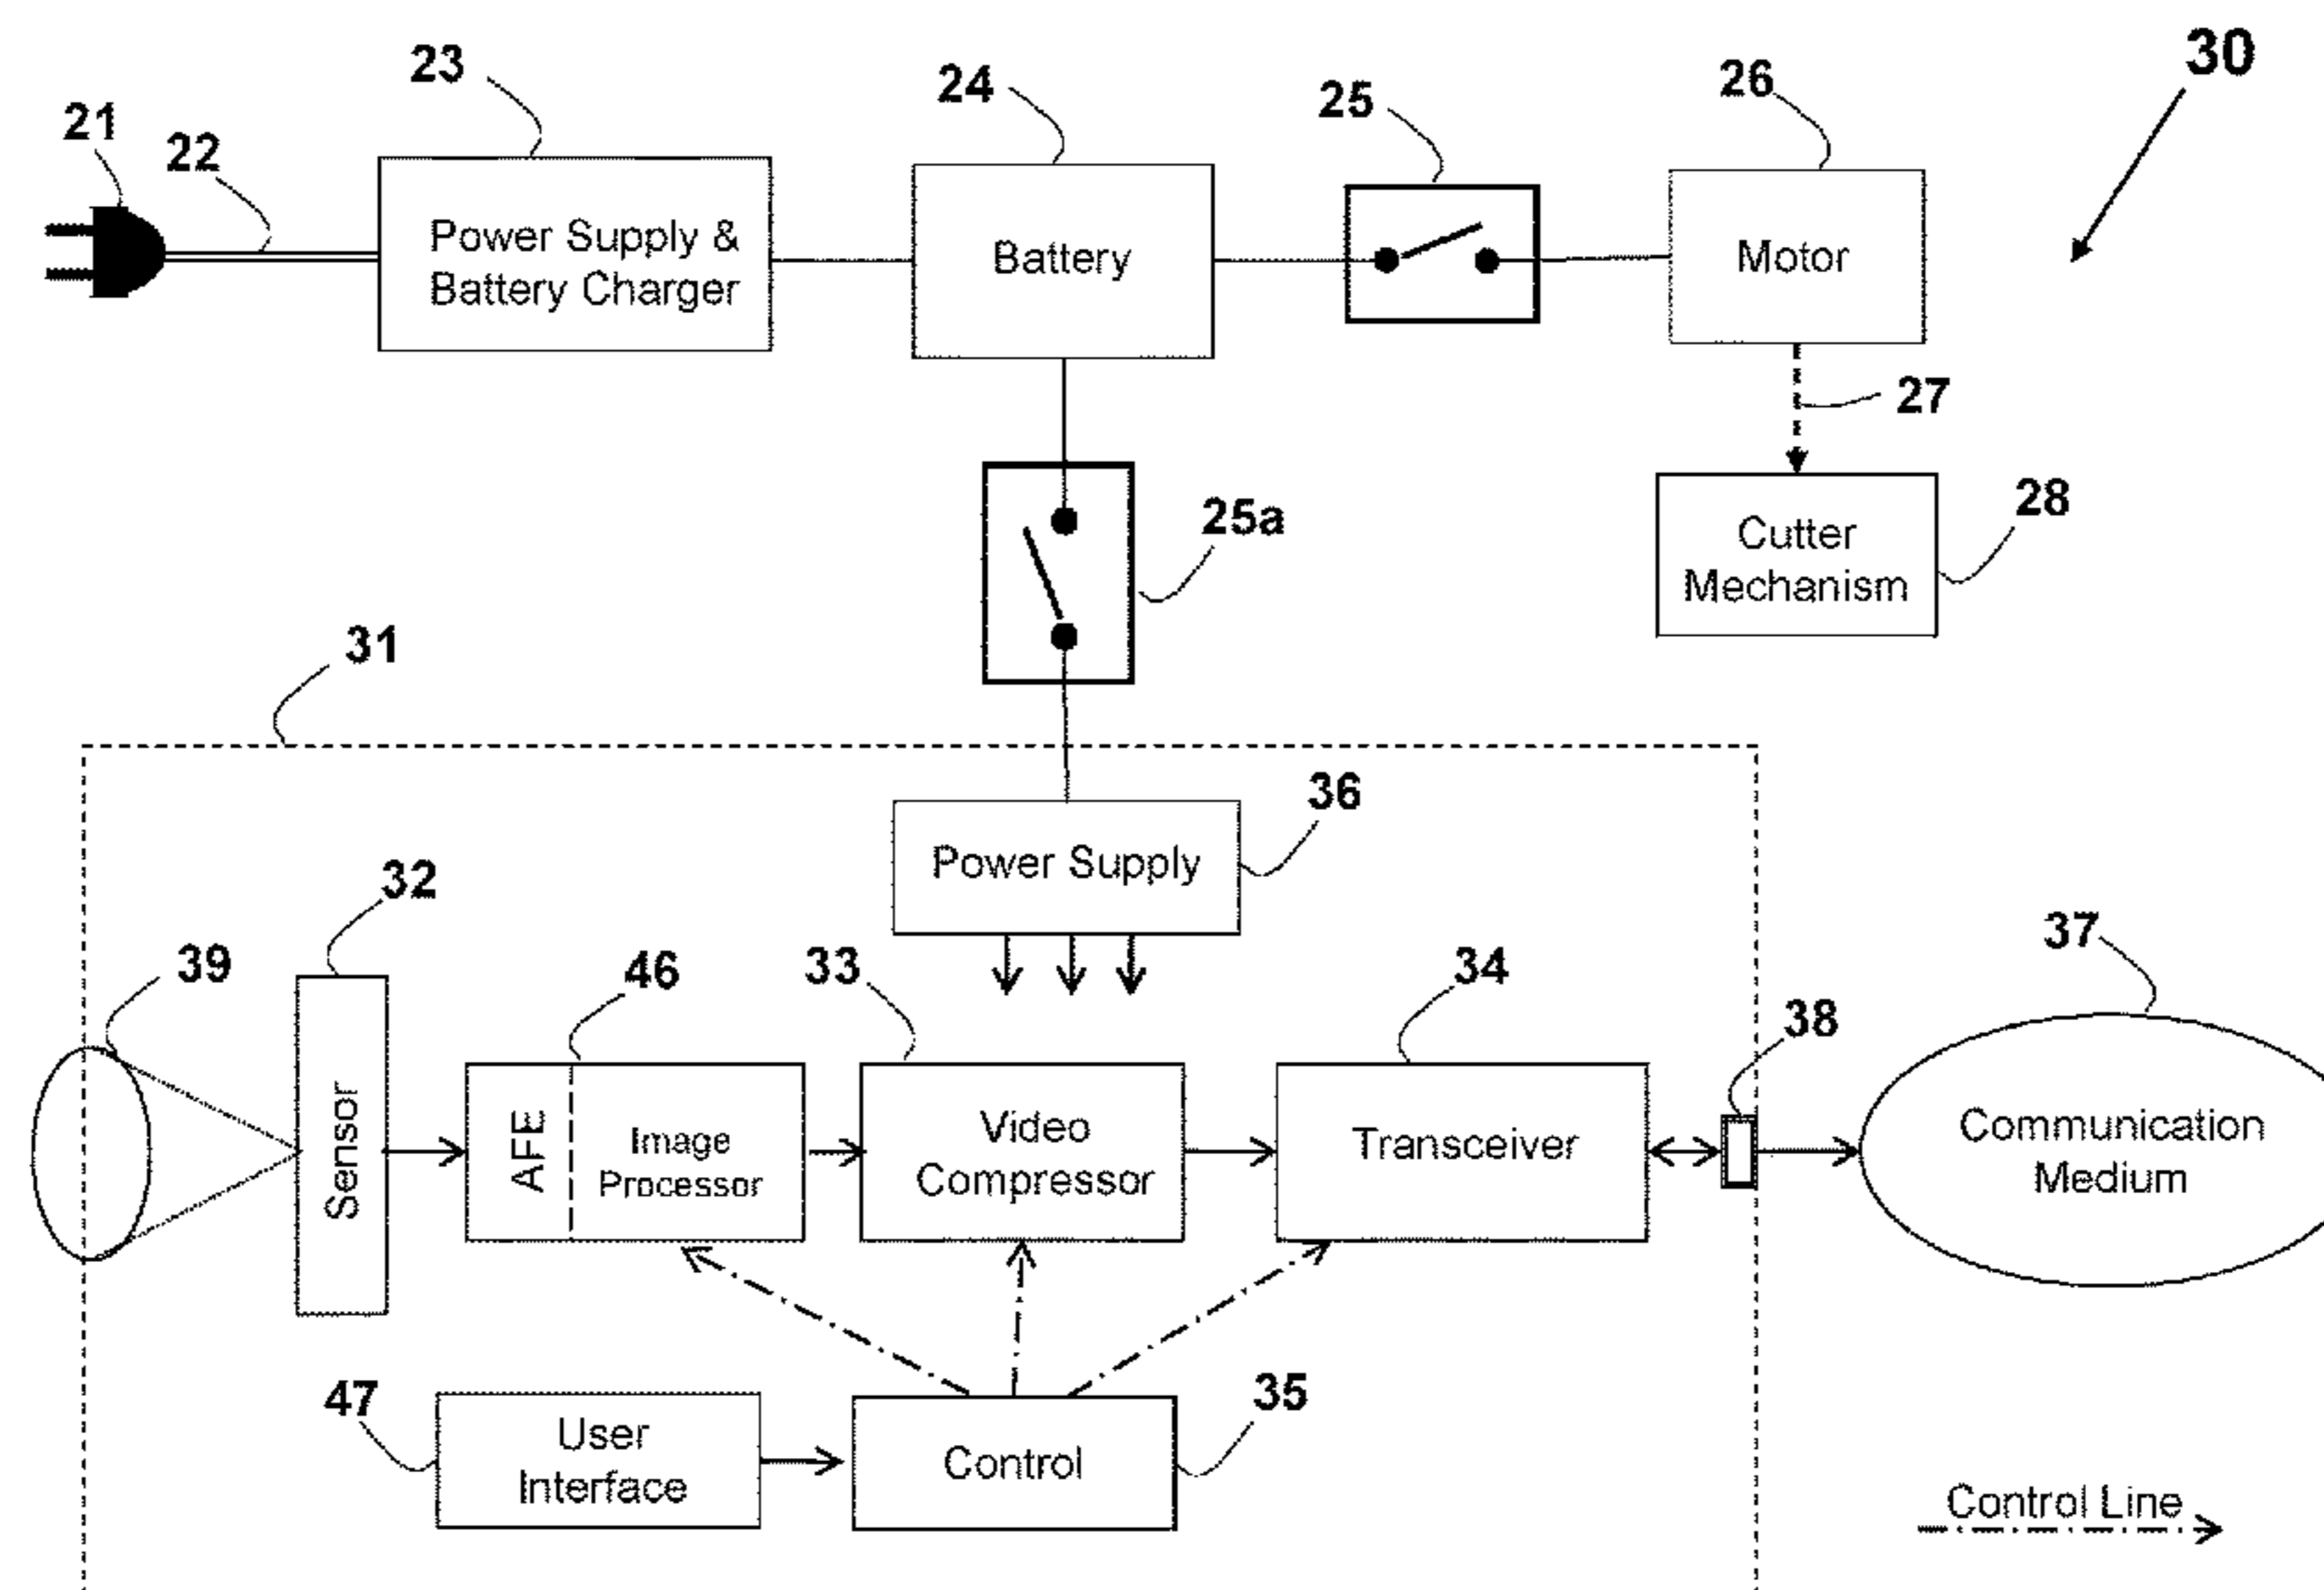 30
23
24
25
26
21
22
Power Supply &
Battery Charger
Battery
Motor
27
28
Cutter
Mechanism
25a
31
36
Power Supply
32
37
39
46
33
34
38
Sensor
AFE
Image
Processor
Video
Compressor
Transceiver
Communication
Medium
47
User
Interface
35
Control
Control Line